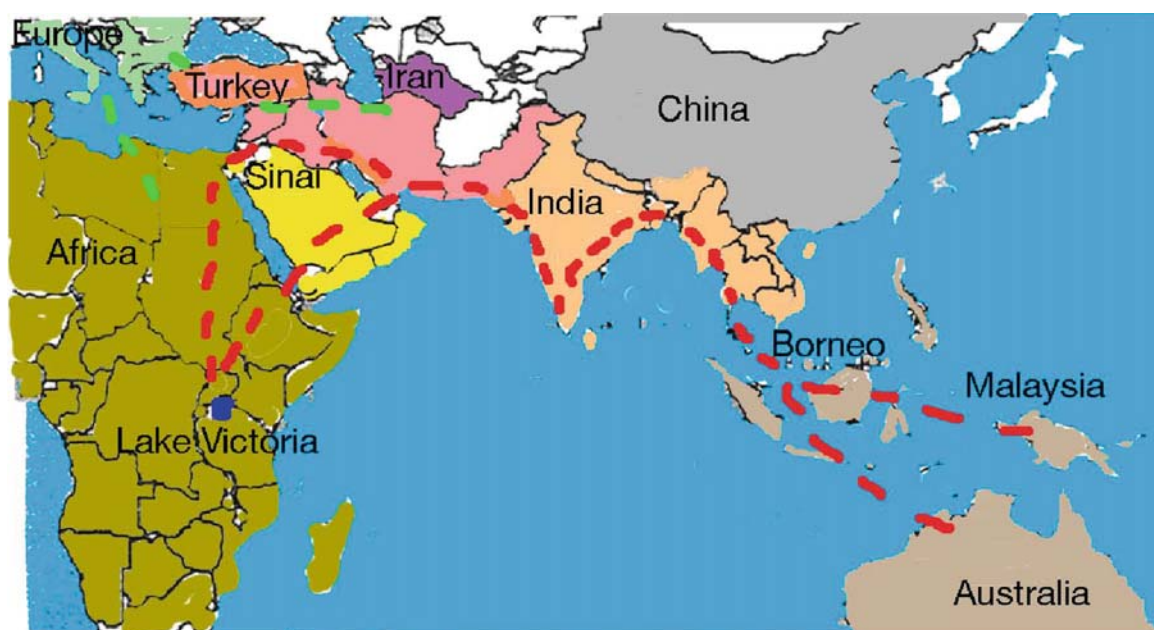 Europe
Turkey
Iran
China
Sinai
India
Africa
Borneo
Malaysia
Lake Victoria
Australia